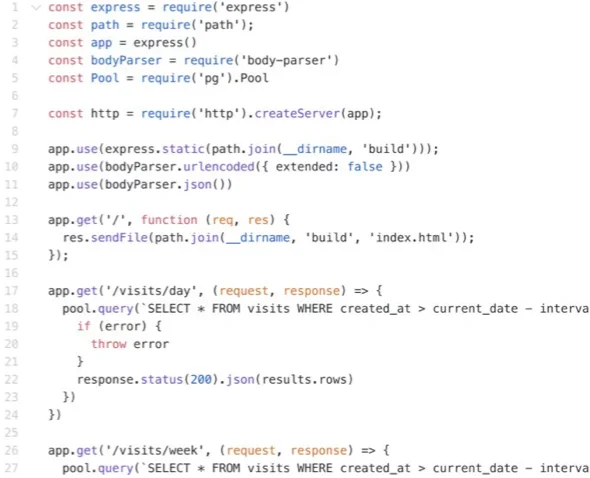 1 const express = require('express')
2 const path = require('path');
3 const app = express()
4 const bodyParser = require('body-parser')
5 const Pool = require('pg').Pool
6
7 const http = require('http').createServer(app);
8
9 app.use(express.static(path.join(__dirname, 'build')));
10 app.use(bodyParser.urlencoded({ extended: false }))
11 app.use(bodyParser.json())
12
13 app.get('/', function (req, res) {
14   res.sendFile(path.join(__dirname, 'build', 'index.html'));
15 });
16
17 app.get('/visits/day', (request, response) => {
18   pool.query(`SELECT * FROM visits WHERE created_at > current_date - interva
19     if (error) {
20       throw error
21     }
22     response.status(200).json(results.rows)
23   })
24 })
25
26 app.get('/visits/week', (request, response) => {
27   pool.query(`SELECT * FROM visits WHERE created_at > current_date - interva